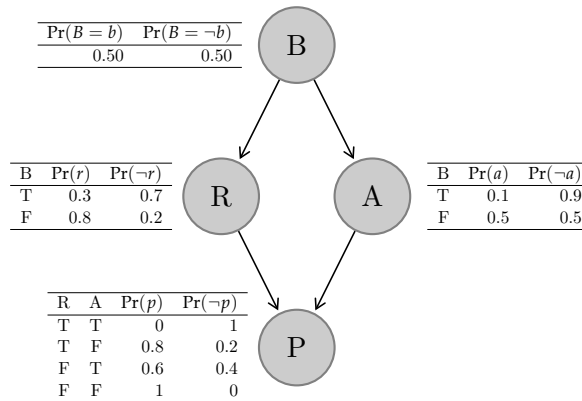 Pr(B = b) Pr(B = ¬b)
0.50 0.50
B
B Pr(r) Pr(¬r)
T 0.3 0.7
F 0.8 0.2
R
A
B Pr(a) Pr(¬a)
T 0.1 0.9
F 0.5 0.5
R A Pr(p) Pr(¬p)
T T 0 1
T F 0.8 0.2
F T 0.6 0.4
F F 1 0
P